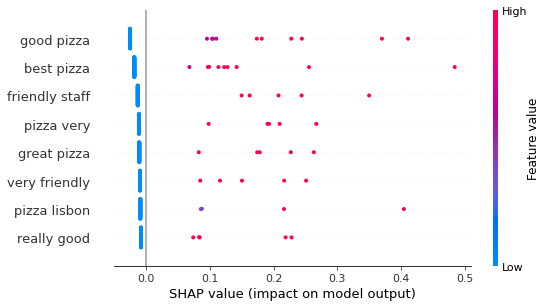 High
good pizza
best pizza
friendly staff
pizza very
great pizza
very friendly
pizza lisbon
really good
Feature value
Low
0.0 0.1 0.2 0.3 0.4 0.5
SHAP value (impact on model output)